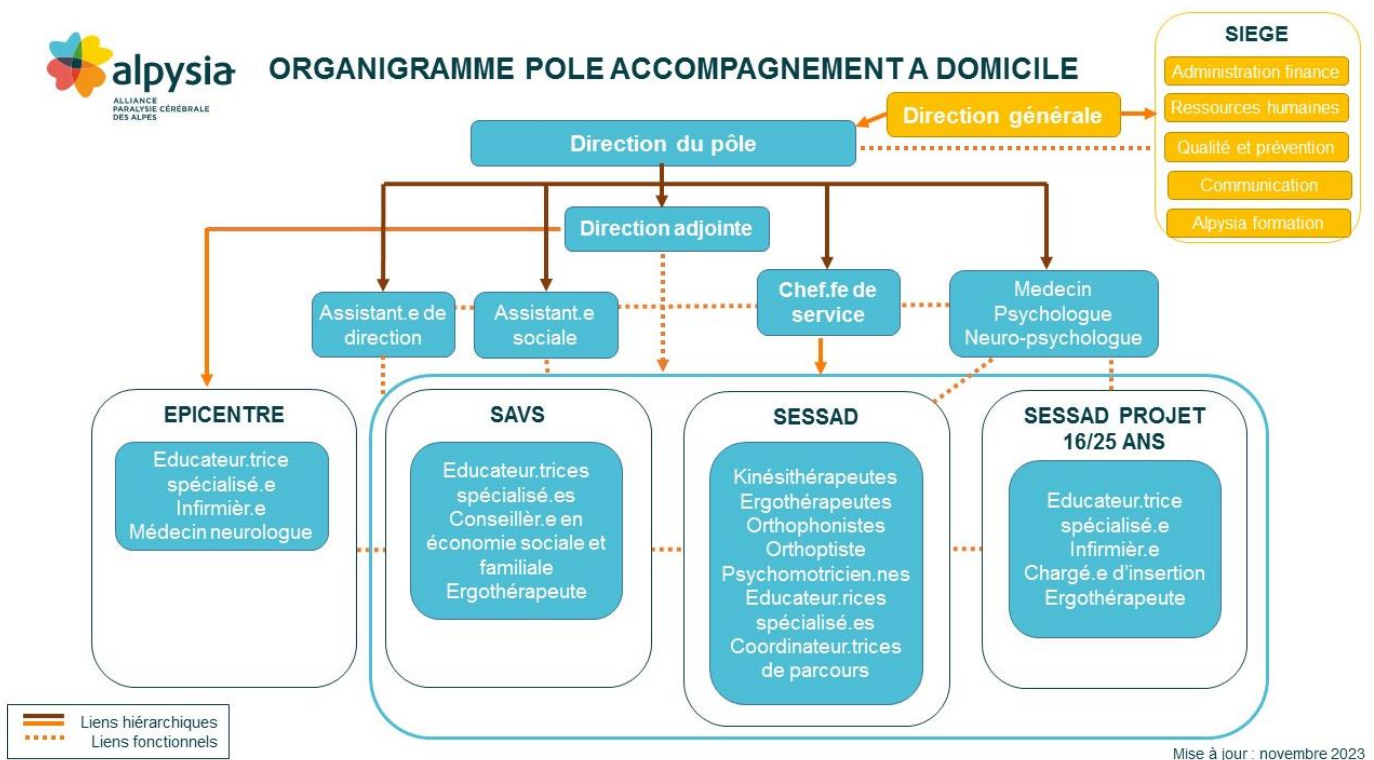 alpysia
ALLIANCE
PARALYSIE CÉRÉBRALE
DES ALPES
ORGANIGRAMME POLE ACCOMPAGNEMENT A DOMICILE
SIEGE
Administration finance
Ressources humaines
Qualité et prévention
Communication
Alpysia formation
Direction générale
Direction du pôle
Direction adjointe
Assistant.e de
direction
Assistant.e
sociale
Chef.fe de
service
Medecin
Psychologue
Neuro-psychologue
EPICENTRE
Educateur.trice
spécialisé.e
Infirmièr.e
Médecin neurologue
SAVS
Educateur.trices
spécialisé.es
Conseillèr.e en
économie sociale et
familiale
Ergothérapeute
SESSAD
Kinésithérapeutes
Ergothérapeutes
Orthophonistes
Orthoptiste
Psychomotricien.nes
Educateur.rices
spécialisé.es
Coordinateur.trices
de parcours
SESSAD PROJET
16/25 ANS
Educateur.trice
spécialisé.e
Infirmièr.e
Chargé.e d'insertion
Ergothérapeute
Liens hiérarchiques
Liens fonctionnels
Mise à jour : novembre 2023